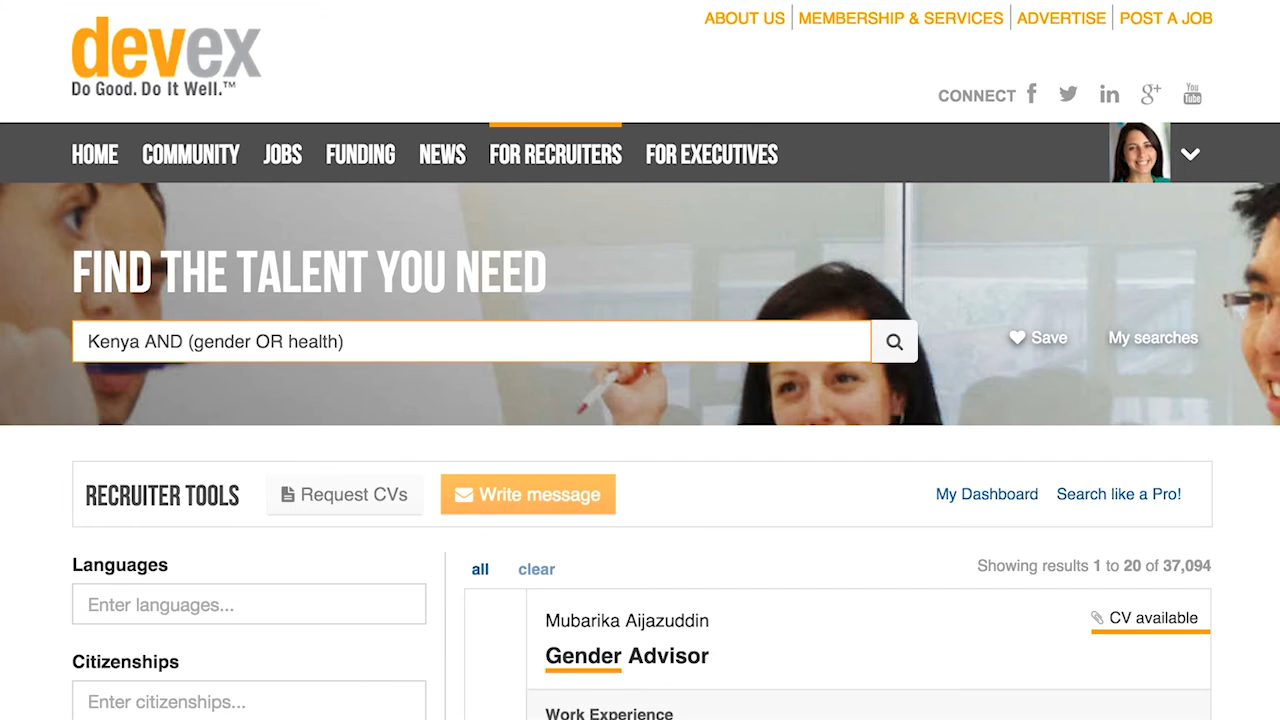 ABOUT US MEMBERSHIP & SERVICES ADVERTISE POST A JOB
devex
Do Good. Do It Well.™
CONNECT f in g+ You Tube
HOME COMMUNITY JOBS FUNDING NEWS FOR RECRUITERS FOR EXECUTIVES
FIND THE TALENT YOU NEED
Kenya AND (gender OR health)
Save My searches
RECRUITER TOOLS Request CVs Write message My Dashboard Search like a Pro!
Languages
Enter languages...
Citizenships
Enter citizenships...
all clear Showing results 1 to 20 of 37,094
Mubarika Aijazuddin CV available
Gender Advisor
Work Experience